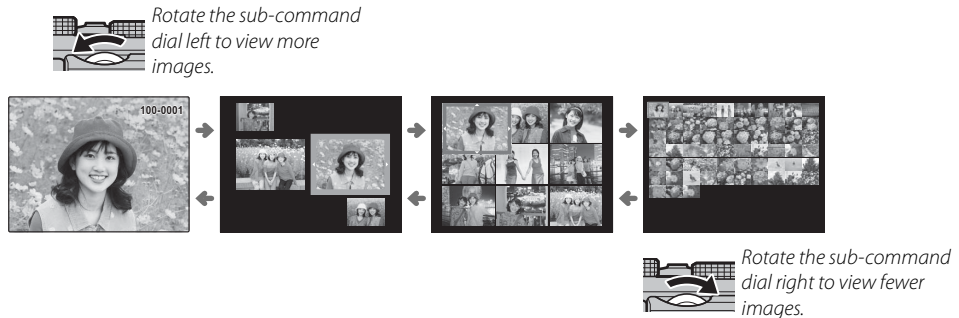 Rotate the sub-command
dial left to view more
images.
100-0001
Rotate the sub-command
dial right to view fewer
images.